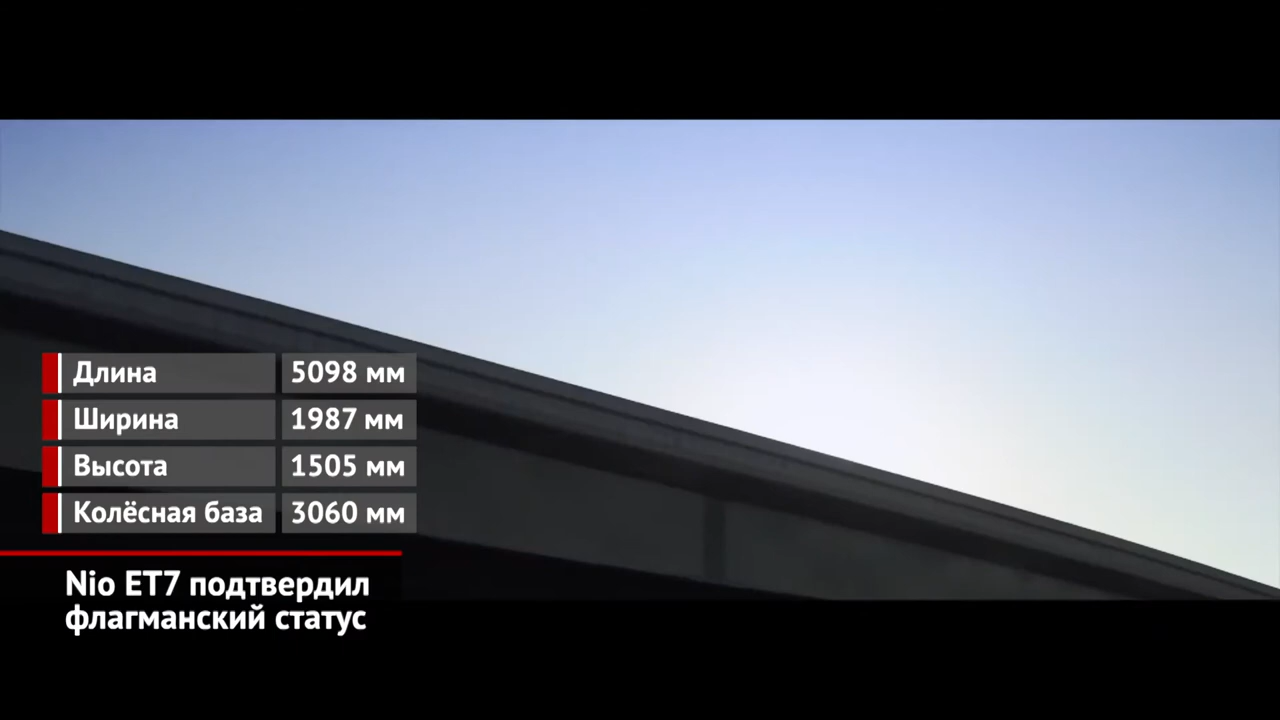 Длина 5098 мм
Ширина 1987 мм
Высота 1505 мм
Колёсная база 3060 мм
Nio ET7 подтвердил
флагманский статус